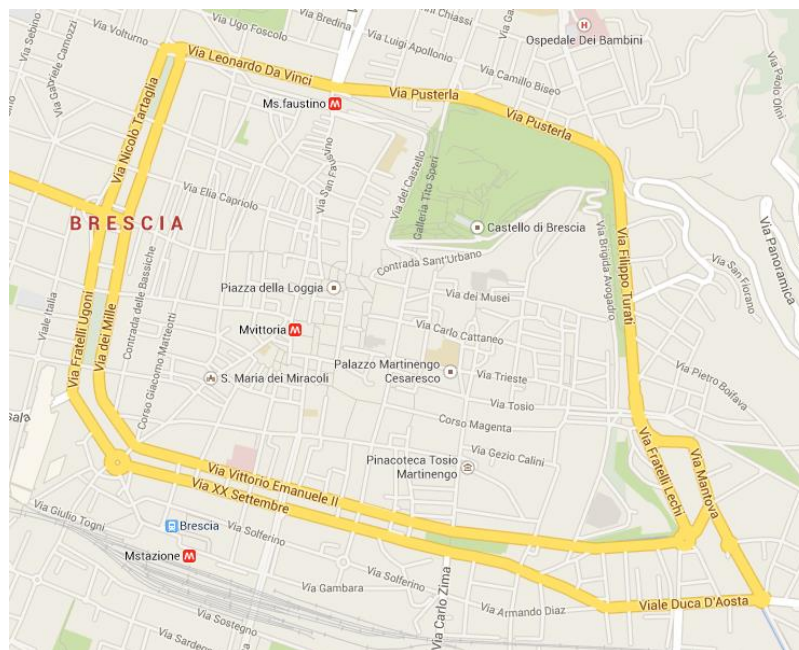 Via Sebino
Via Gabriele Camozzi
Via Volturno
Via Ugo Foscolo
Via Bredina
Via Luigi Apollonio
Via Camillo Biseo
Ospedale Dei Bambini
H
Via Paolo Olini
Via Leonardo Da Vinci
Ms.faustino
M
Via Pusterla
Via Pusterla
Via Nicolò Tartaglia
Via San Faustino
Via del Castello
Galleria Tito Speri
Via Elia Capriolo
BRESCIA
Castello di Brescia
Contrada Sant'Urbano
Via Brigida Avogadro
Via Filippo Turati
Via Panoramica
Via San Fiorano
Piazza della Loggia
Via dei Musei
Viale Italia
Via Fratelli Ugoni
Via dei Mille
Contrada delle Bassiche
Corso Giacomo Matteotti
Mvittoria
M
Via Carlo Cattaneo
S. Maria dei Miracoli
Palazzo Martinengo
Cesaresco
Via Trieste
Via Tosio
Via Pietro Boifava
Corso Magenta
Via Gezio Calini
Pinacoteca Tosio
Martinengo
Via Fratelli Lechi
Via Mantova
Via Vittorio Emanuele II
Via XX Settembre
Via Giulio Togni
Brescia
Via Solferino
Mstazione
M
Via Solferino
Via Gambara
Via Carlo Zima
Via Armando Diaz
Viale Duca D'Aosta
Via Sostegno